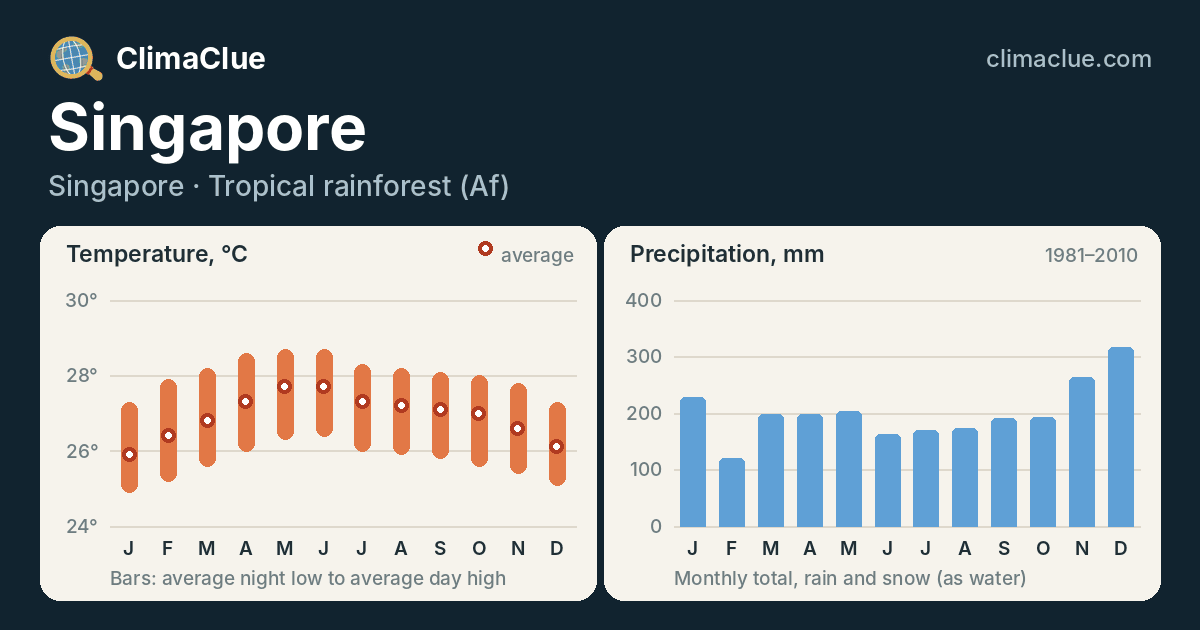 ClimaClue
climaclue.com
Singapore
Singapore · Tropical rainforest (Af)
Temperature, °C
average
30°
28°
26°
24°
J F M A M J J A S O N D
Bars: average night low to average day high
Precipitation, mm
1981–2010
400
300
200
100
0
J F M A M J J A S O N D
Monthly total, rain and snow (as water)